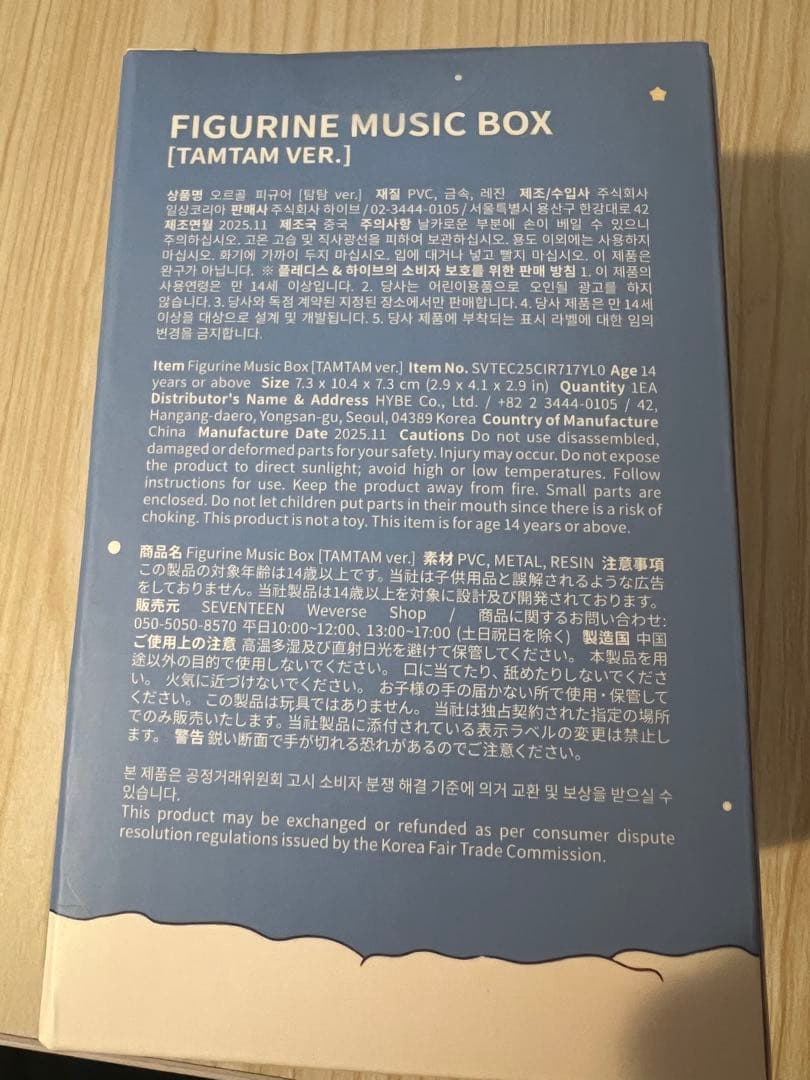 FIGURINE MUSIC BOX
[TAMTAM VER.]
상품명 오르골 피규어 [탐탐 ver.] 재질 PVC, 금속, 레진 제조/수입사 주식회사
일상코리아 판매사 주식회사 하이브 / 02-3444-0105 / 서울특별시 용산구 한강대로 42
제조연월 2025.11 제조국 중국 주의사항 날카로운 부분에 손이 베일 수 있으니
주의하십시오. 고온 고습 및 직사광선을 피하여 보관하십시오. 용도 이외에는 사용하지
마십시오. 화기에 가까이 두지 마십시오. 입에 대거나 넣고 빨지 마십시오. 이 제품은
완구가 아닙니다. ※ 플레디스 & 하이브의 소비자 보호를 위한 판매 방침 1. 이 제품의
사용연령은 만 14세 이상입니다. 2. 당사는 어린이용품으로 오인될 광고를 하지
않습니다. 3. 당사와 독점 계약된 지정된 장소에서만 판매합니다. 4. 당사 제품은 만 14세
이상을 대상으로 설계 및 개발됩니다. 5. 당사 제품에 부착되는 표시 라벨에 대한 임의
변경을 금지합니다.
Item Figurine Music Box [TAMTAM ver.] Item No. SVTEC25CIR717YL0 Age 14
years or above Size 7.3 x 10.4 x 7.3 cm (2.9 x 4.1 x 2.9 in) Quantity 1EA
Distributor's Name & Address HYBE Co., Ltd. / +82 2 3444-0105 / 42,
Hangang-daero, Yongsan-gu, Seoul, 04389 Korea Country of Manufacture
China Manufacture Date 2025.11 Cautions Do not use disassembled,
damaged or deformed parts for your safety. Injury may occur. Do not expose
the product to direct sunlight; avoid high or low temperatures. Follow
instructions for use. Keep the product away from fire. Small parts are
enclosed. Do not let children put parts in their mouth since there is a risk of
choking. This product is not a toy. This item is for age 14 years or above.
商品名 Figurine Music Box [TAMTAM ver.] 素材 PVC, METAL, RESIN 注意事項
この製品の対象年齢は14歳以上です。当社は子供用品と誤解されるような広告
をしておりません。当社製品は14歳以上を対象に設計及び開発されております。
販売元 SEVENTEEN Weverse Shop / 商品に関するお問い合わせ:
050-5050-8570 平日10:00~12:00、13:00~17:00 (土日祝日を除く) 製造国 中国
ご使用上の注意 高温多湿及び直射日光を避けて保管してください。 本製品を用
途以外の目的で使用しないでください。 口に当てたり、舐めたりしないでくださ
い。 火気に近づけないでください。 お子様の手の届かない所で使用・保管して
ください。 この製品は玩具ではありません。 当社は独占契約された指定の場所
でのみ販売いたします。当社製品に添付されている表示ラベルの変更は禁止し
ます。 警告 鋭い断面で手が切れる恐れがあるのでご注意ください。
본 제품은 공정거래위원회 고시 소비자 분쟁 해결 기준에 의거 교환 및 보상을 받으실 수
있습니다.
This product may be exchanged or refunded as per consumer dispute
resolution regulations issued by the Korea Fair Trade Commission.